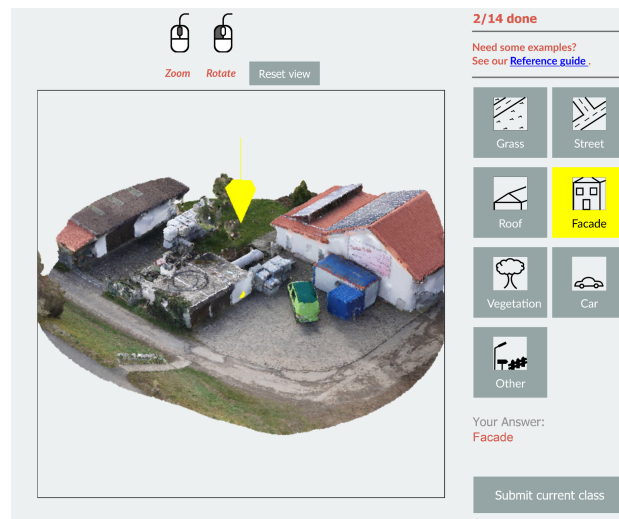 2/14 done
Need some examples?
See our Reference guide .
Zoom Rotate Reset view
Grass Street
Roof Facade
Vegetation Car
Other
Your Answer:
Facade
Submit current class